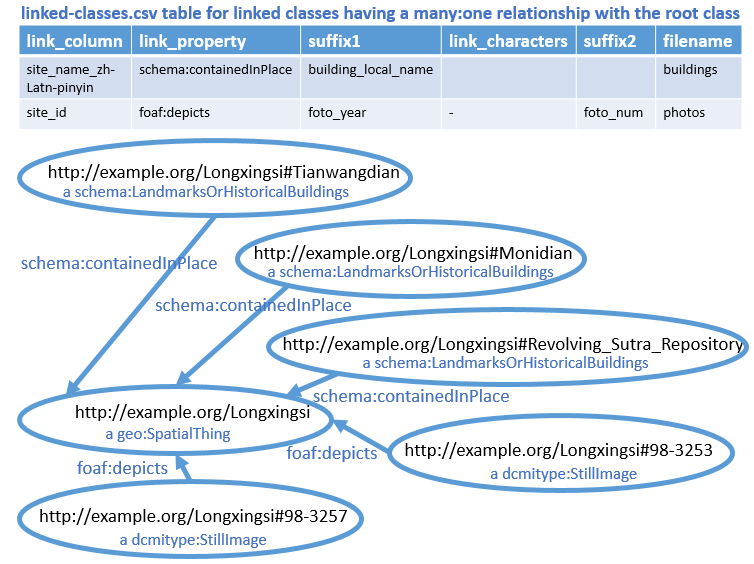 linked-classes.csv table for linked classes having a many:one relationship with the root class
link_column link_property suffix1 link_characters suffix2 filename
site_name_zh-Latn-pinyin schema:containedInPlace building_local_name buildings
site_id foaf:depicts foto_year - foto_num photos
http://example.org/Longxingsi#Tianwangdian
a schema:LandmarksOrHistoricalBuildings
schema:containedInPlace
http://example.org/Longxingsi#Monidian
a schema:LandmarksOrHistoricalBuildings
schema:containedInPlace
http://example.org/Longxingsi#Revolving_Sutra_Repository
a schema:LandmarksOrHistoricalBuildings
schema:containedInPlace
http://example.org/Longxingsi
a geo:SpatialThing
foaf:depicts
http://example.org/Longxingsi#98-3253
a dcmitype:StillImage
foaf:depicts
http://example.org/Longxingsi#98-3257
a dcmitype:StillImage